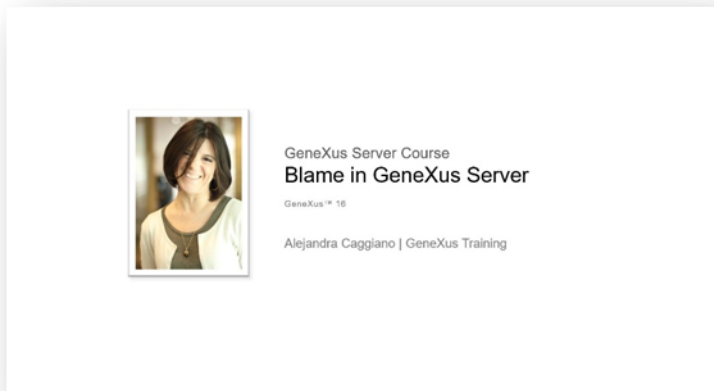 GeneXus Server Course
Blame in GeneXus Server
GeneXus™ 16
Alejandra Caggiano | GeneXus Training